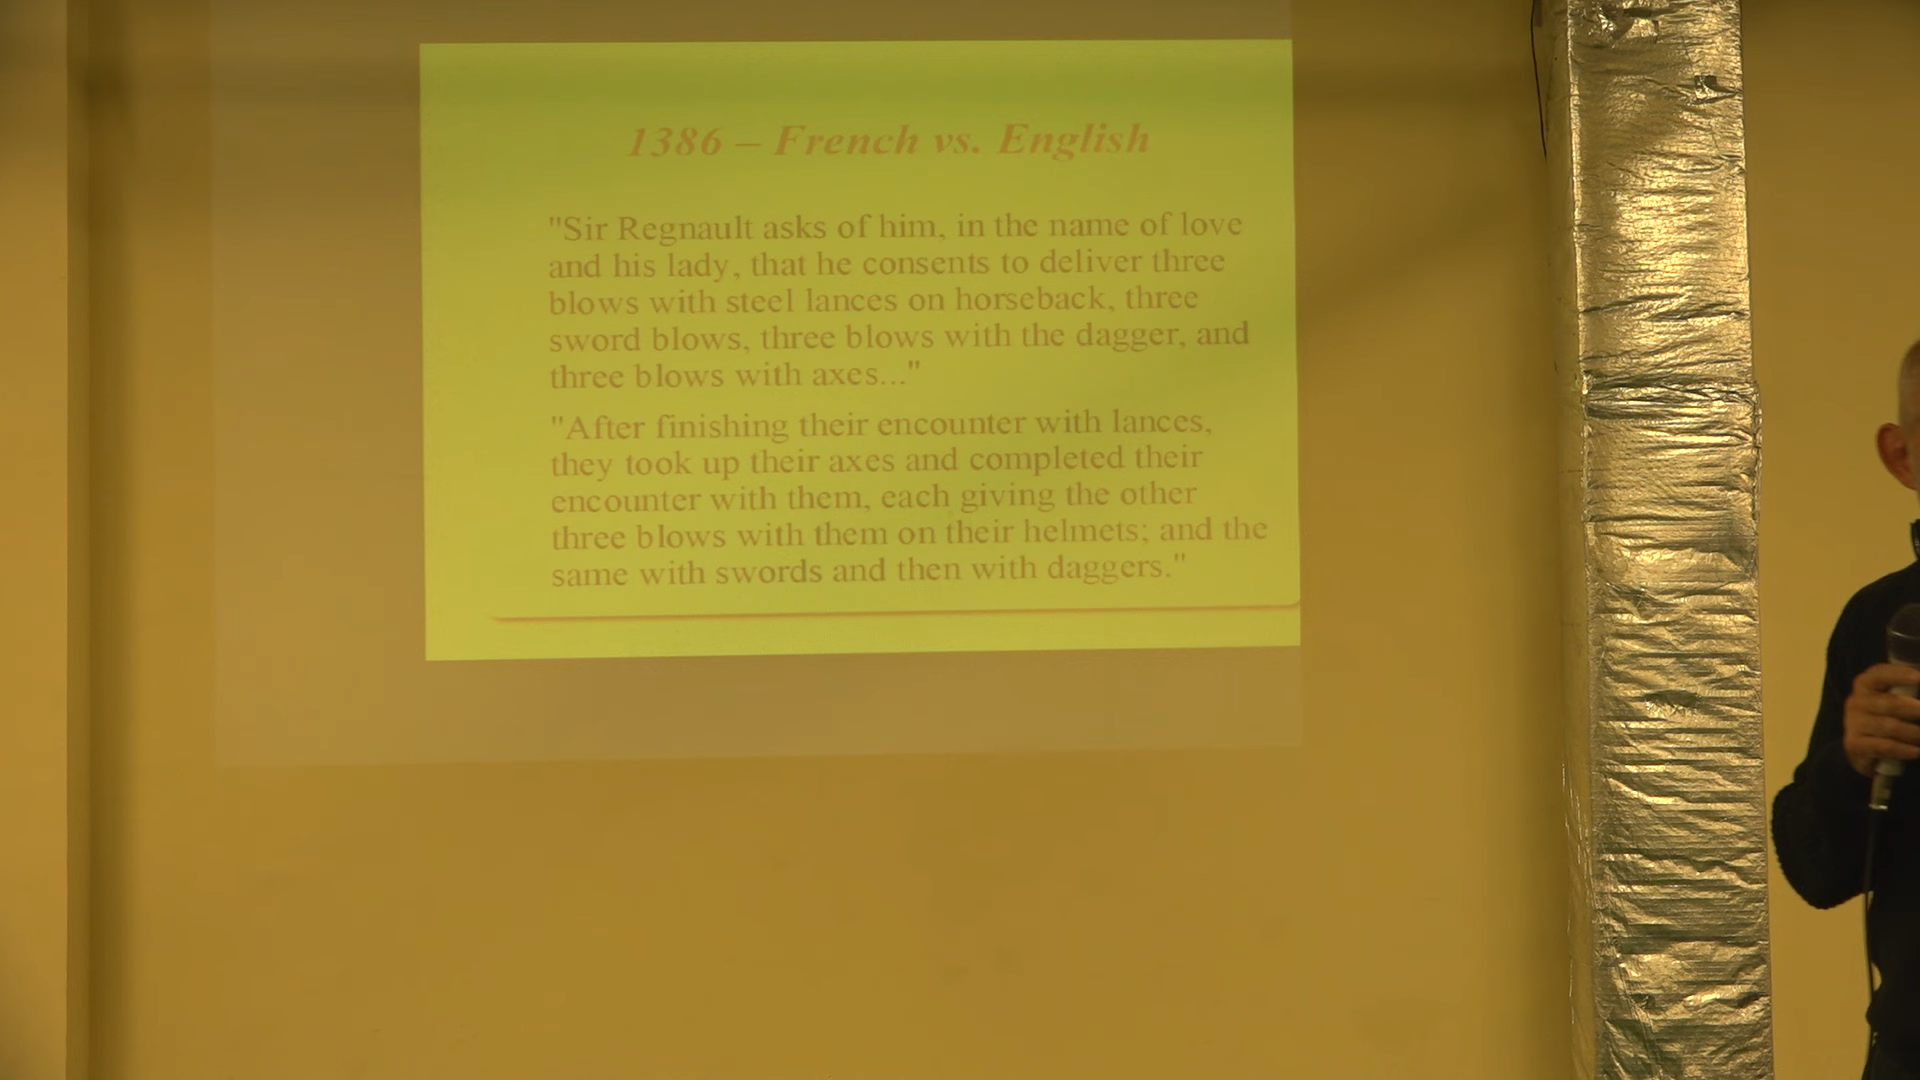 1386 – French vs. English
"Sir Regnault asks of him, in the name of love
and his lady, that he consents to deliver three
blows with steel lances on horseback, three
sword blows, three blows with the dagger, and
three blows with axes..."
"After finishing their encounter with lances,
they took up their axes and completed their
encounter with them, each giving the other
three blows with them on their helmets; and the
same with swords and then with daggers."